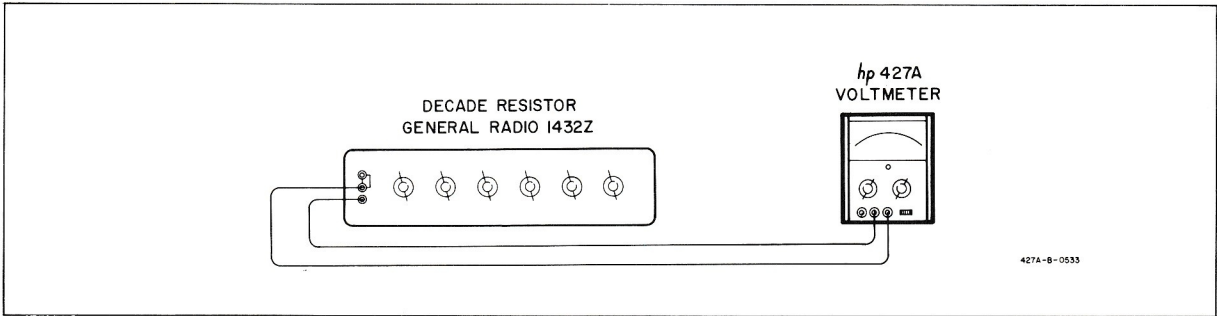 DECADE RESISTOR
GENERAL RADIO 1432Z
hp 427A
VOLTMETER
427A-B-0533